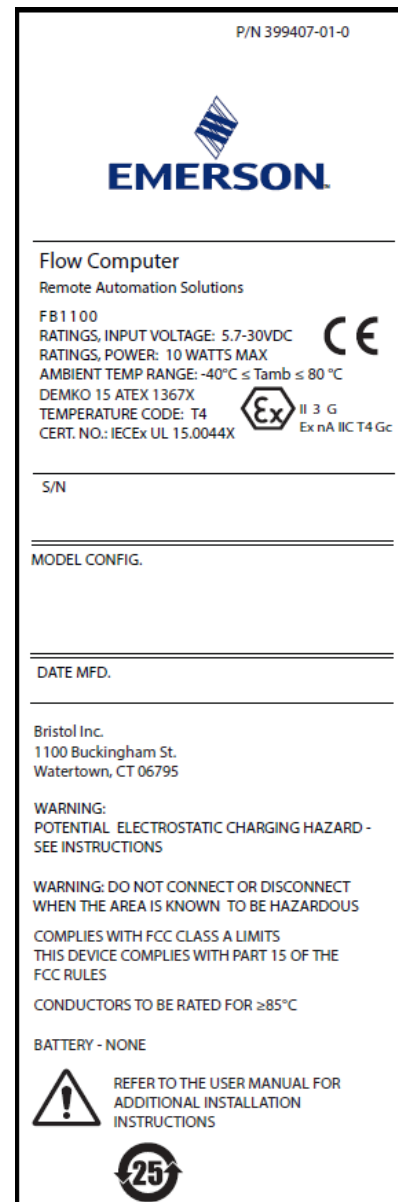 P/N 399407-01-0
EMERSON™
Flow Computer
Remote Automation Solutions
FB1100
RATINGS, INPUT VOLTAGE: 5.7-30VDC
CE
RATINGS, POWER: 10 WATTS MAX
AMBIENT TEMP RANGE: -40°C ≤ Tamb ≤ 80 °C
DEMKO 15 ATEX 1367X
TEMPERATURE CODE: T4
CERT. NO.: IECEx UL 15.0044X
Ex
II 3 G
Ex nA IIC T4 Gc
S/N
MODEL CONFIG.
DATE MFD.
Bristol Inc.
1100 Buckingham St.
Watertown, CT 06795
WARNING:
POTENTIAL ELECTROSTATIC CHARGING HAZARD -
SEE INSTRUCTIONS
WARNING: DO NOT CONNECT OR DISCONNECT
WHEN THE AREA IS KNOWN TO BE HAZARDOUS
COMPLIES WITH FCC CLASS A LIMITS
THIS DEVICE COMPLIES WITH PART 15 OF THE
FCC RULES
CONDUCTORS TO BE RATED FOR ≥85°C
BATTERY - NONE
REFER TO THE USER MANUAL FOR
ADDITIONAL INSTALLATION
INSTRUCTIONS
25